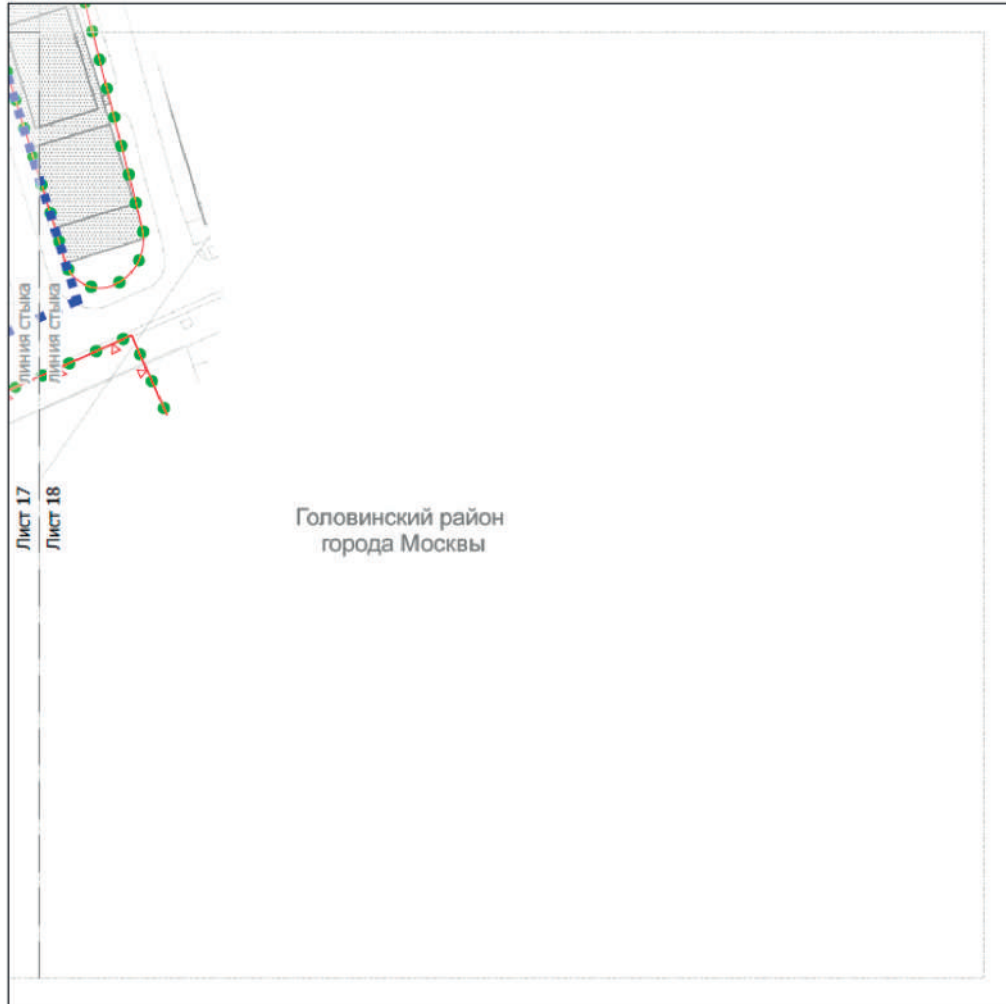 линия стыка
линия стыка
Лист 17
Лист 18
Головинский район
города Москвы